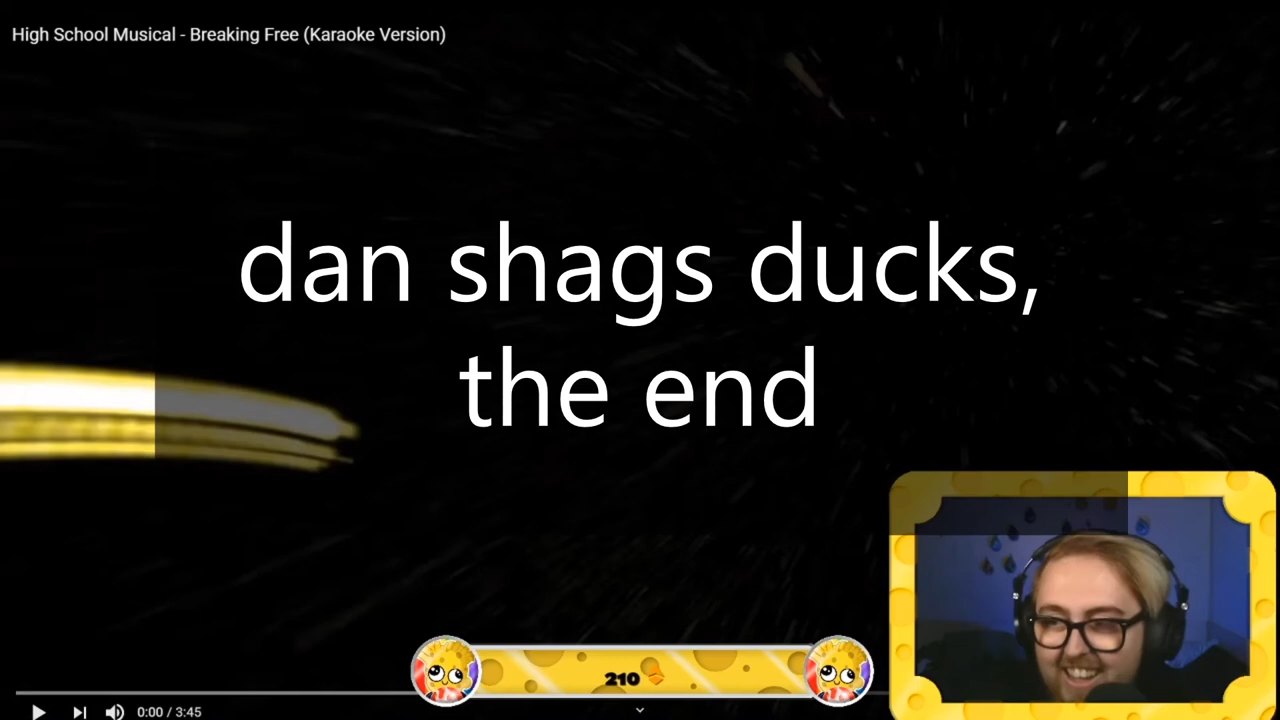 High School Musical - Breaking Free (Karaoke Version)
dan shags ducks,
the end
210
0:00 / 3:45